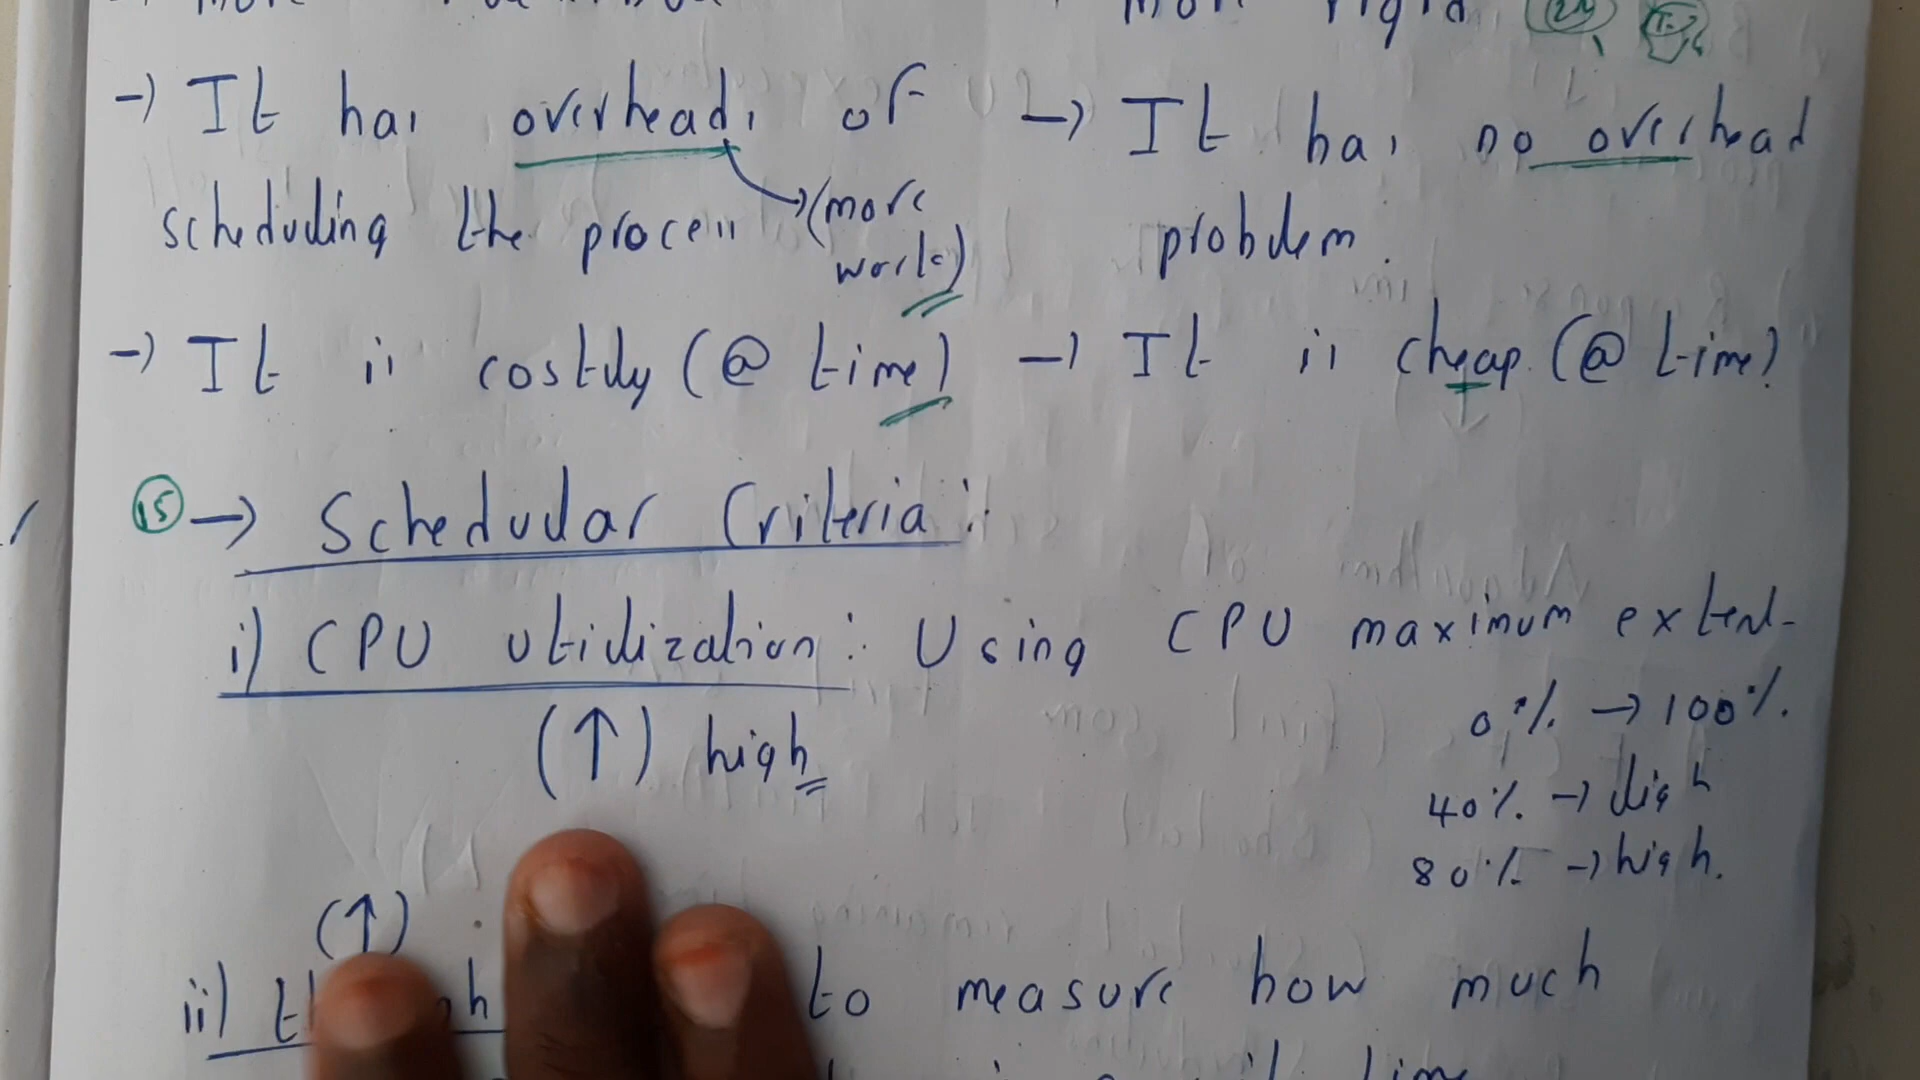 → It has overheads of
scheduling the process → (more
work)
→ It is costly (@ time)
→ It has no overhead
problem.
→ It is cheap (@ time)
15 → Schedular Criteria :
i) CPU utilization : Using CPU maximum extent
(↑) high
0% → 100%.
40% → ligh
80% → high.
(↑)
ii) to measure how much
time